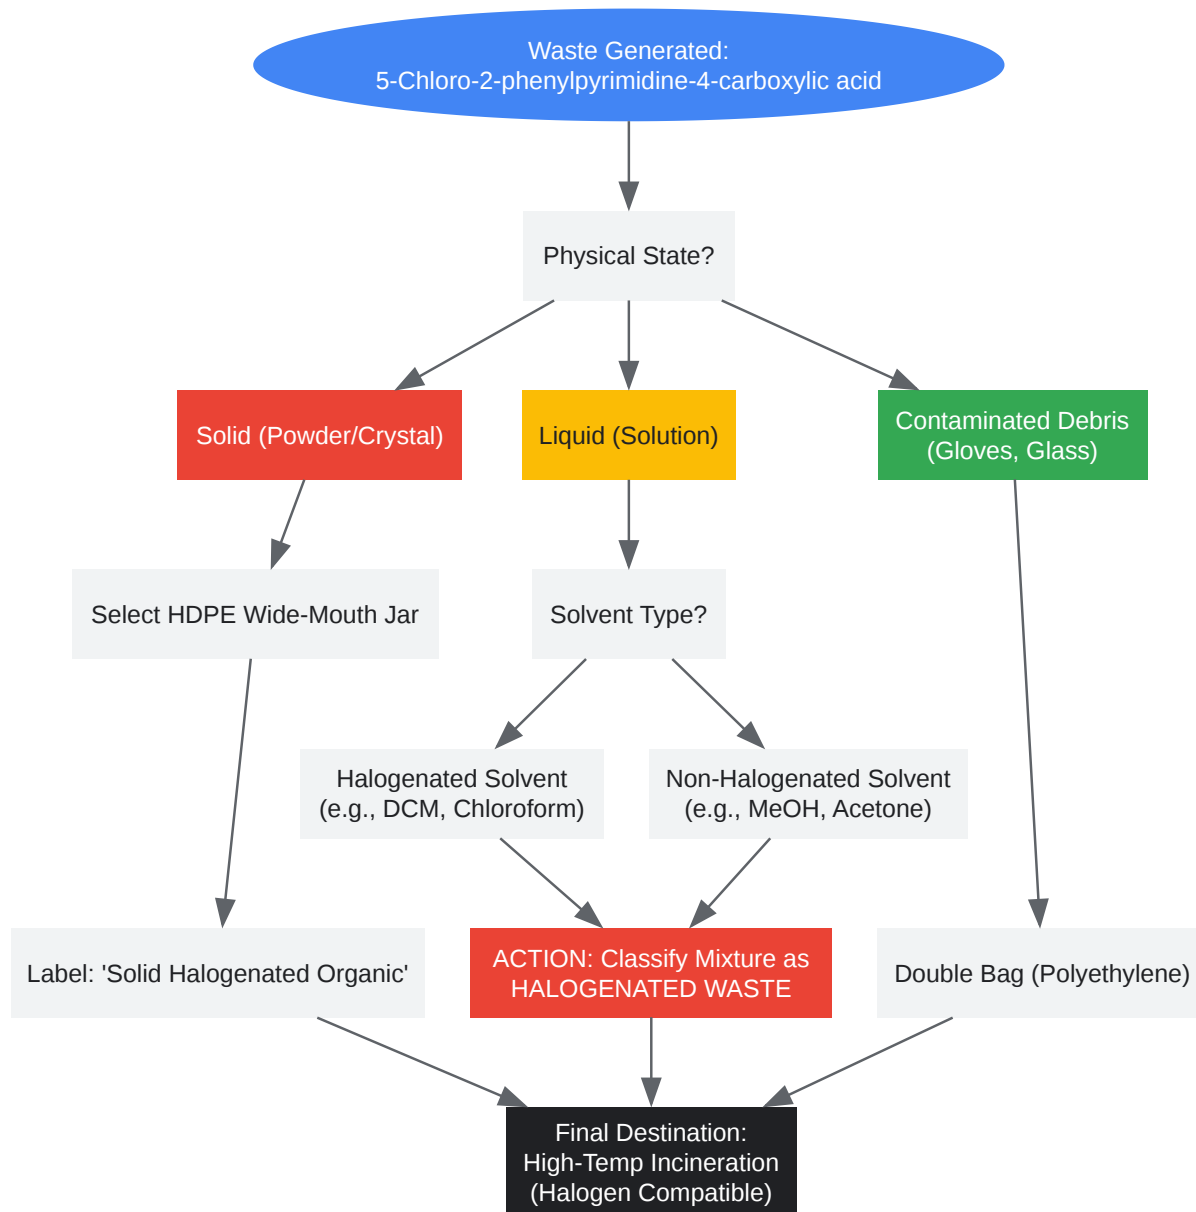 Waste Generated:
5-Chloro-2-phenylpyrimidine-4-carboxylic acid
Physical State?
Solid (Powder/Crystal)
Liquid (Solution)
Contaminated Debris
(Gloves, Glass)
Select HDPE Wide-Mouth Jar
Solvent Type?
Halogenated Solvent
(e.g., DCM, Chloroform)
Non-Halogenated Solvent
(e.g., MeOH, Acetone)
Label: 'Solid Halogenated Organic'
ACTION: Classify Mixture as
HALOGENATED WASTE
Double Bag (Polyethylene)
Final Destination:
High-Temp Incineration
(Halogen Compatible)